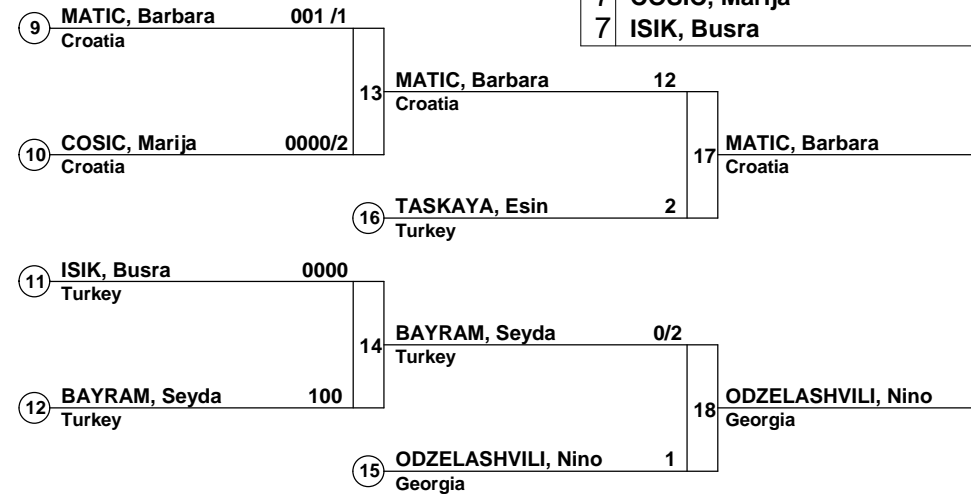 7 COSIC, Marija
7 ISIK, Busra
9 MATIC, Barbara 001 /1
Croatia
13 MATIC, Barbara 12
Croatia
10 COSIC, Marija 0000/2
Croatia
17 MATIC, Barbara
Croatia
16 TASKAYA, Esin 2
Turkey
11 ISIK, Busra 0000
Turkey
14 BAYRAM, Seyda 0/2
Turkey
12 BAYRAM, Seyda 100
Turkey
18 ODZELASHVILI, Nino
Georgia
15 ODZELASHVILI, Nino 1
Georgia